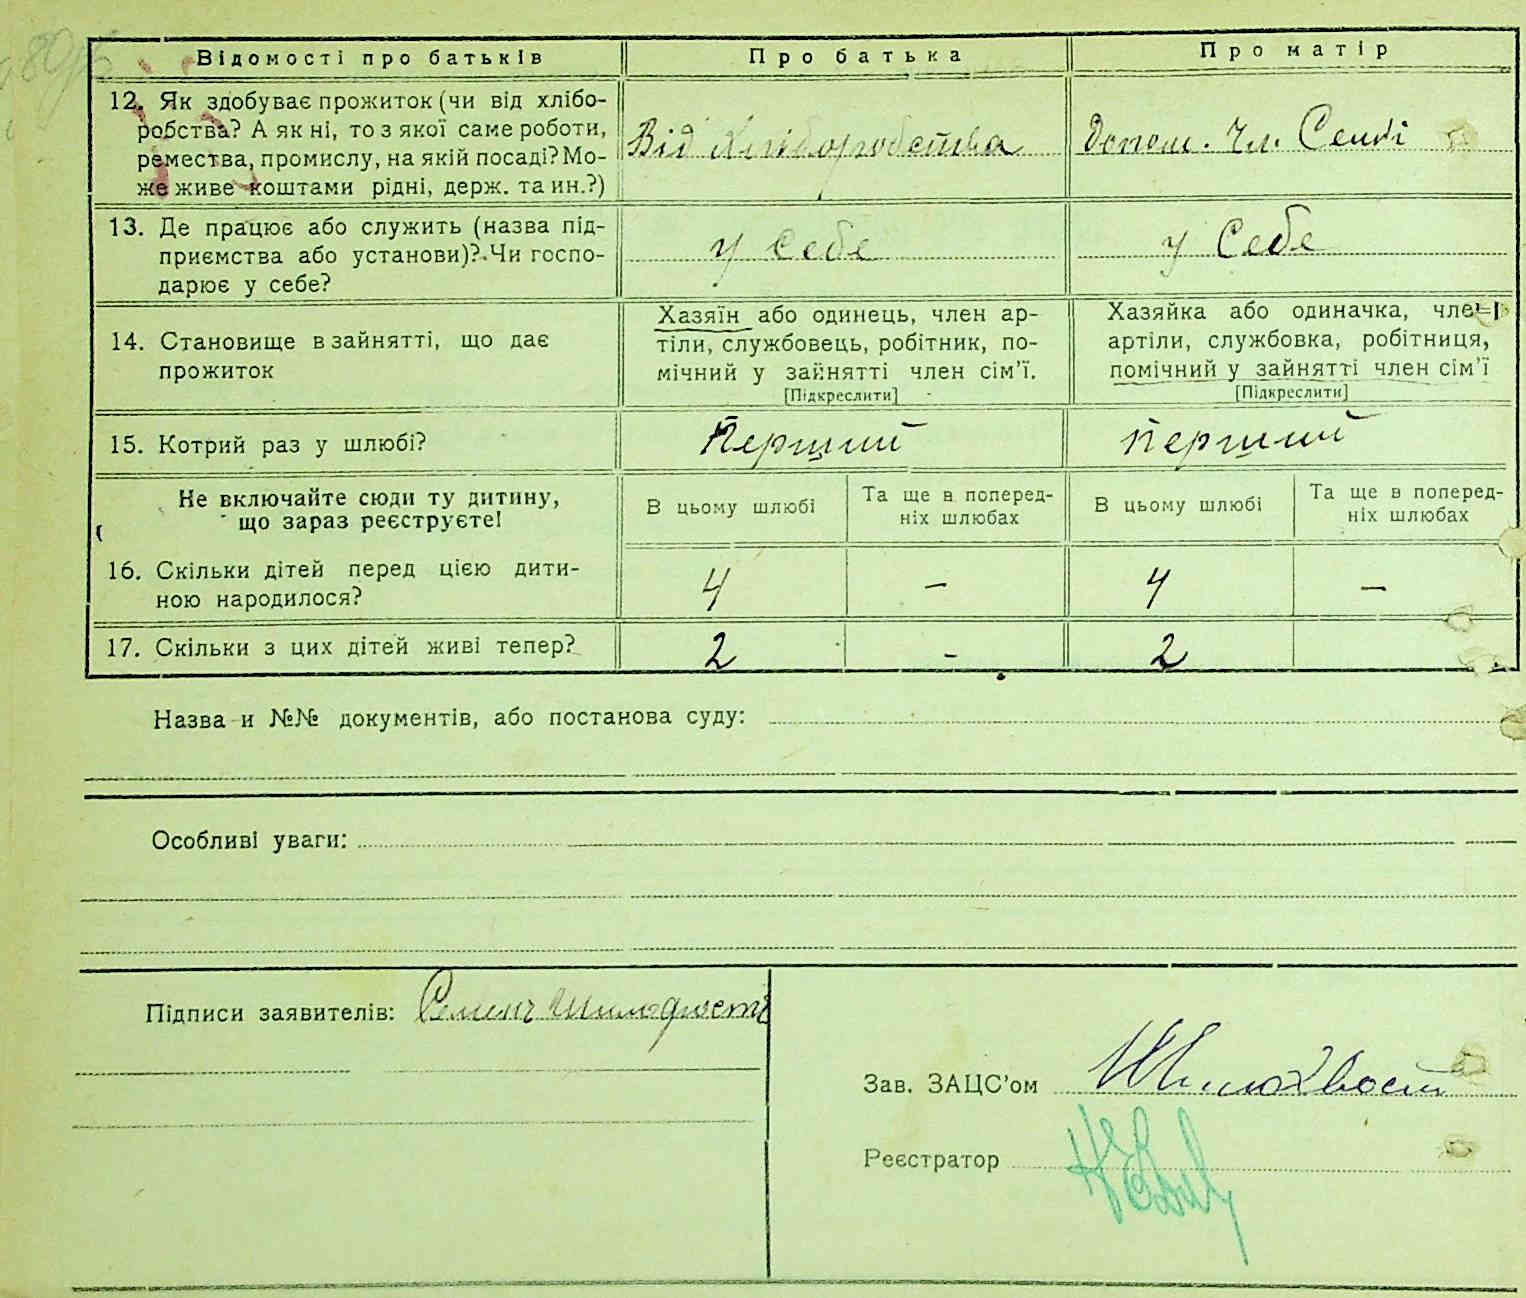 Відомості про батьків
Про батька
Про матір
12. Як здобуває прожиток (чи від хлібо-
робства? А як ні, то з якої саме роботи,
ремества, промислу, на якій посаді? Мо-
же живе коштами рідні, держ. та ин.?)
Від Хліборобства
допом. Чл. Семї
13. Де працює або служить (назва під-
приємства або установи)? Чи госпо-
дарює у себе?
у себе
у Себе
14. Становище в зайнятті, що дає
прожиток
Хазяїн або одинець, член ар-
тіли, службовець, робітник, по-
мічний у зайнятті член сім'ї.
[Підкреслити]
Хазяйка або одиначка, член
артіли, службовка, робітниця,
помічний у зайнятті член сім'ї
[Підкреслити]
15. Котрий раз у шлюбі?
Перший
перший
Не включайте сюди ту дитину,
що зараз реєструєте!
В цьому шлюбі
Та ще в поперед-
ніх шлюбах
В цьому шлюбі
Та ще в поперед-
ніх шлюбах
16. Скільки дітей перед цією дити-
ною народилося?
4
–
4
–
17. Скільки з цих дітей живі тепер?
2
-
2
Назва и №№ документів, або постанова суду:
Особливі уваги:
Підписи заявителів: Семен Шилохвость
Зав. ЗАЦС'ом Шилохвост
Реєстратор